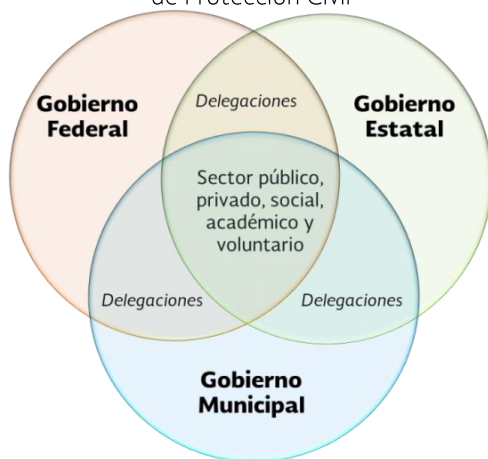 de Protección Civil
Delegaciones
Gobierno
Federal
Gobierno
Estatal
Sector público,
privado, social,
académico y
voluntario
Delegaciones
Delegaciones
Gobierno
Municipal